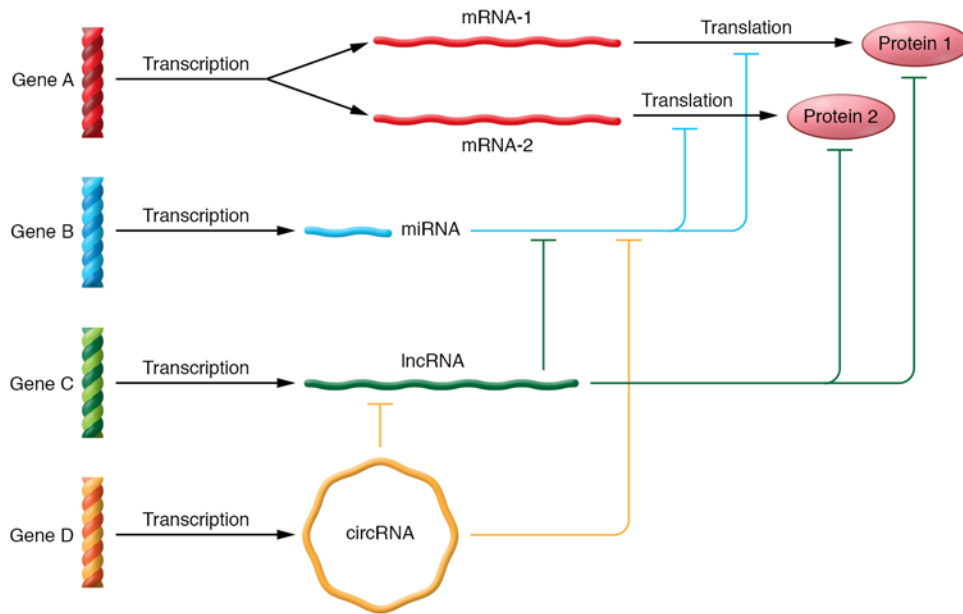 mRNA-1
Gene A
Transcription
Translation
Protein 1
mRNA-2
Translation
Protein 2
Gene B
Transcription
miRNA
Gene C
Transcription
lncRNA
Gene D
Transcription
circRNA